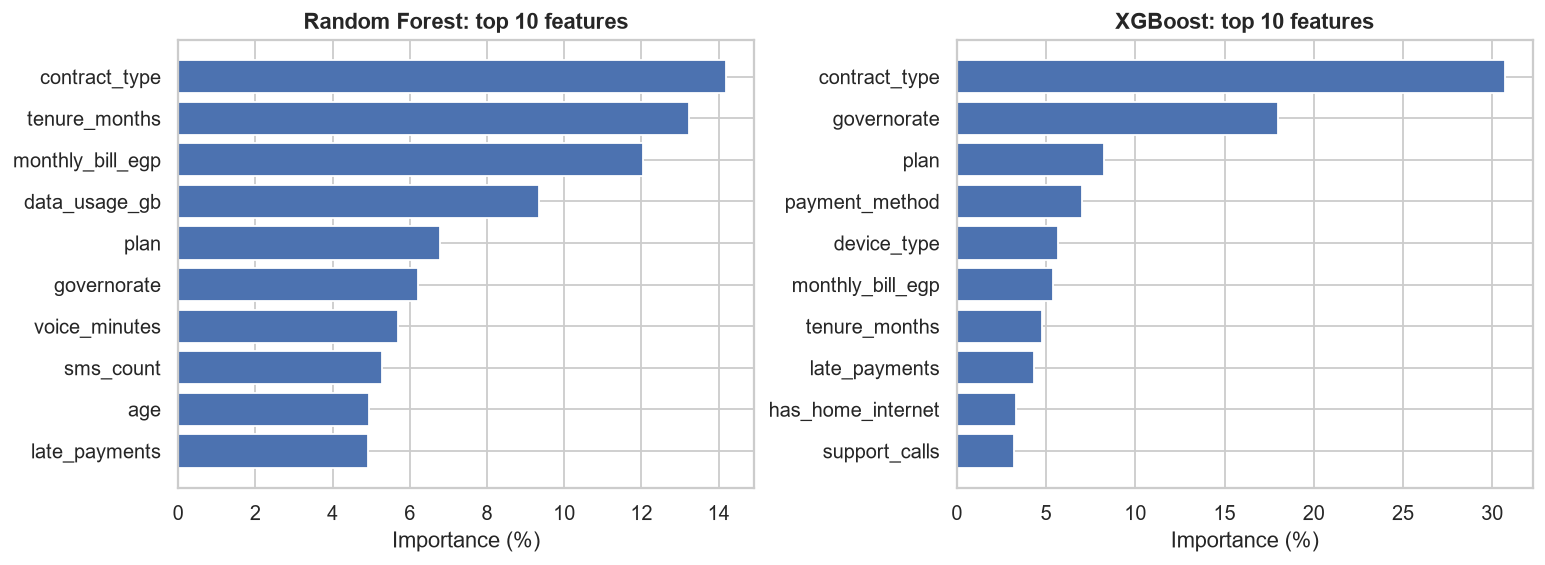 Random Forest: top 10 features
contract_type
tenure_months
monthly_bill_egp
data_usage_gb
plan
governorate
voice_minutes
sms_count
age
late_payments
0 2 4 6 8 10 12 14
Importance (%)
XGBoost: top 10 features
contract_type
governorate
plan
payment_method
device_type
monthly_bill_egp
tenure_months
late_payments
has_home_internet
support_calls
0 5 10 15 20 25 30
Importance (%)